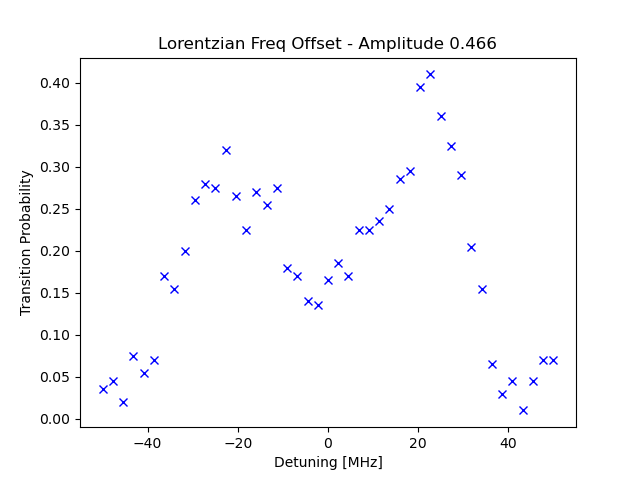 Lorentzian Freq Offset - Amplitude 0.466
Transition Probability
0.40
0.35
0.30
0.25
0.20
0.15
0.10
0.05
0.00
−40 −20 0 20 40
Detuning [MHz]